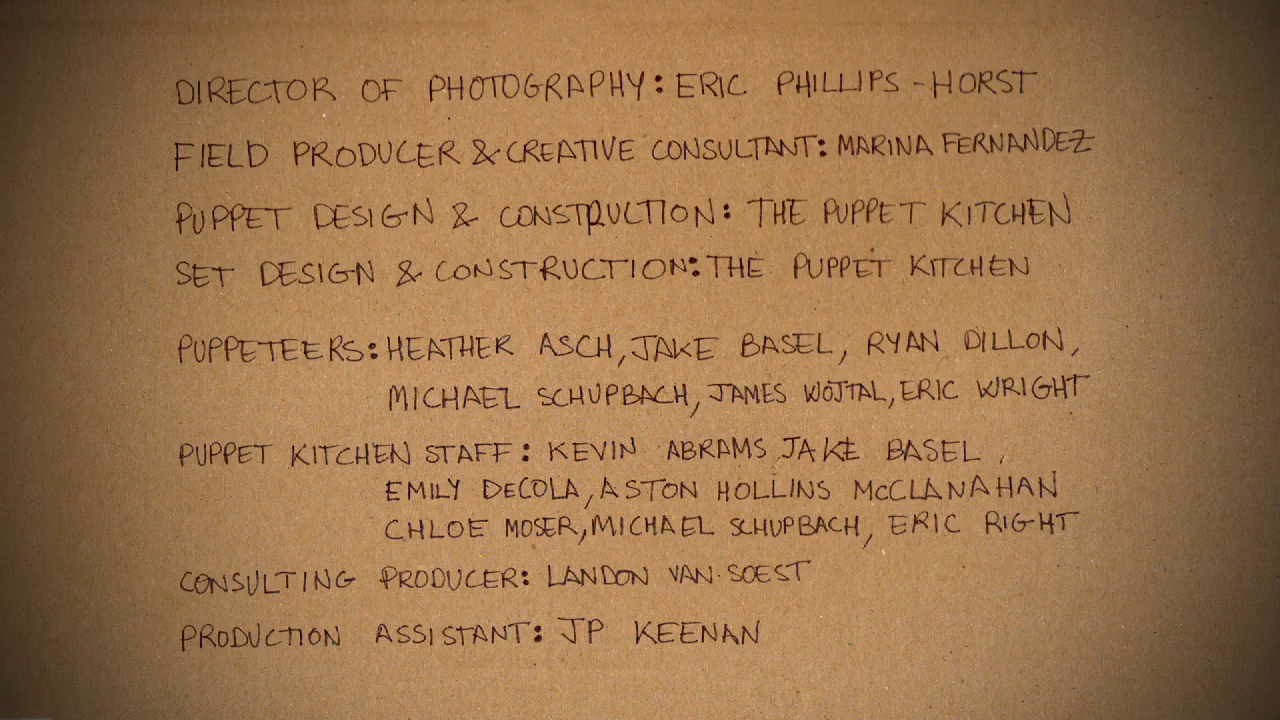 DIRECTOR OF PHOTOGRAPHY: ERIC PHILLIPS-HORST
FIELD PRODUCER & CREATIVE CONSULTANT: MARINA FERNANDEZ
PUPPET DESIGN & CONSTRUCTION: THE PUPPET KITCHEN
SET DESIGN & CONSTRUCTION: THE PUPPET KITCHEN
PUPPETEERS: HEATHER ASCH, JAKE BASEL, RYAN DILLON,
MICHAEL SCHUPBACH, JAMES WOJTAL, ERIC WRIGHT
PUPPET KITCHEN STAFF: KEVIN ABRAMS JAKE BASEL,
EMILY DECOLA, ASTON HOLLINS McCLANAHAN
CHLOE MOSER, MICHAEL SCHUPBACH, ERIC RIGHT
CONSULTING PRODUCER: LANDON VAN SOEST
PRODUCTION ASSISTANT: JP KEENAN